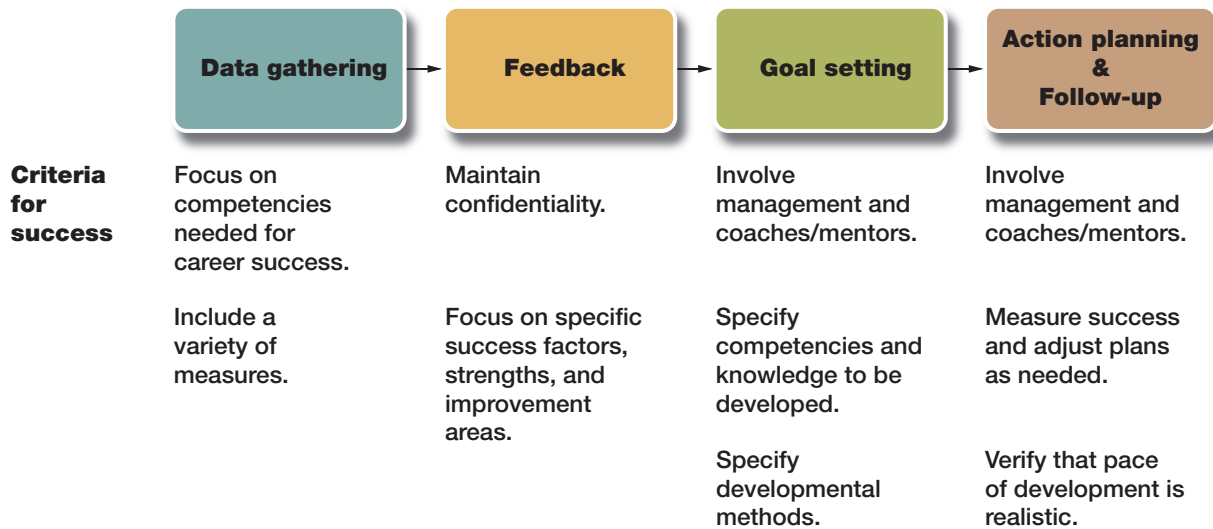 Data gathering
Feedback
Goal setting
Action planning
&
Follow-up
Criteria
for
success
Focus on
competencies
needed for
career success.
Include a
variety of
measures.
Maintain
confidentiality.
Focus on specific
success factors,
strengths, and
improvement
areas.
Involve
management and
coaches/mentors.
Specify
competencies and
knowledge to be
developed.
Specify
developmental
methods.
Involve
management and
coaches/mentors.
Measure success
and adjust plans
as needed.
Verify that pace
of development is
realistic.